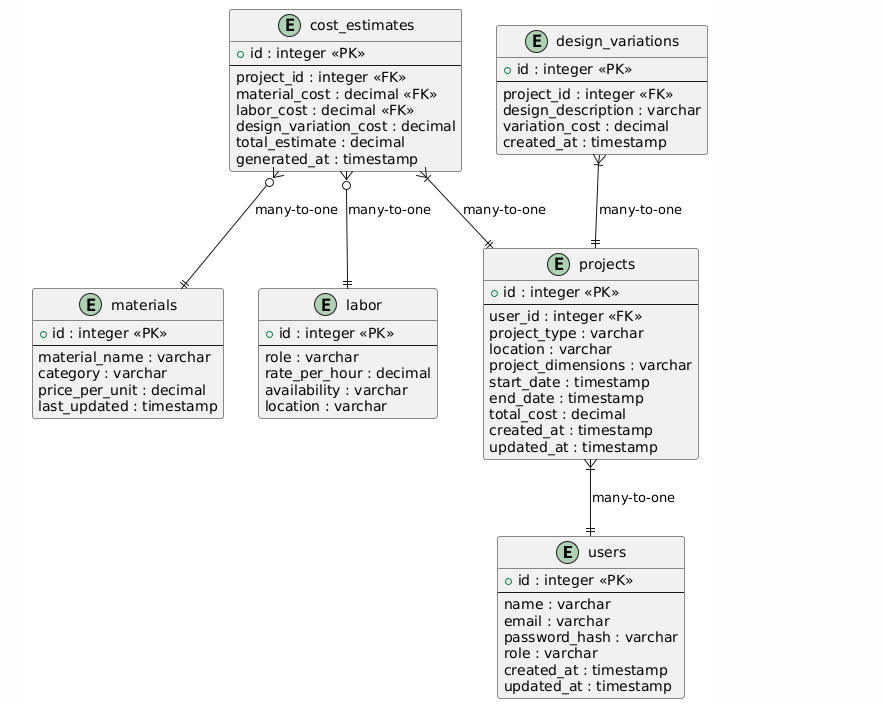 E cost_estimates
id : integer «PK»
project_id : integer «FK»
material_cost : decimal «FK»
labor_cost : decimal «FK»
design_variation_cost : decimal
total_estimate : decimal
generated_at : timestamp
E design_variations
id : integer «PK»
project_id : integer «FK»
design_description : varchar
variation_cost : decimal
created_at : timestamp
many-to-one
many-to-one
many-to-one
many-to-one
E materials
id : integer «PK»
material_name : varchar
category : varchar
price_per_unit : decimal
last_updated : timestamp
E labor
id : integer «PK»
role : varchar
rate_per_hour : decimal
availability : varchar
location : varchar
E projects
id : integer «PK»
user_id : integer «FK»
project_type : varchar
location : varchar
project_dimensions : varchar
start_date : timestamp
end_date : timestamp
total_cost : decimal
created_at : timestamp
updated_at : timestamp
many-to-one
E users
id : integer «PK»
name : varchar
email : varchar
password_hash : varchar
role : varchar
created_at : timestamp
updated_at : timestamp